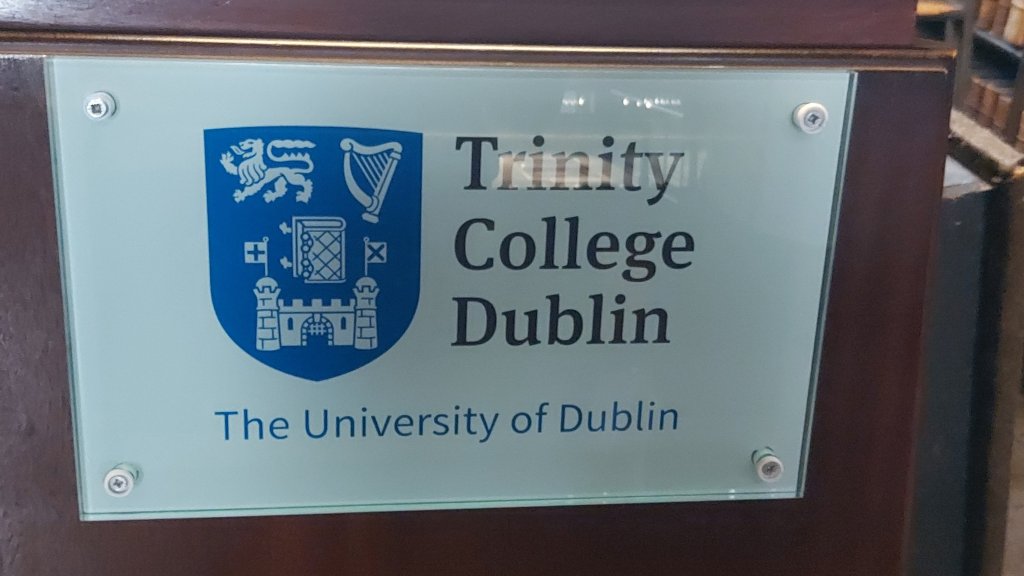 Trinity
College
Dublin
The University of Dublin